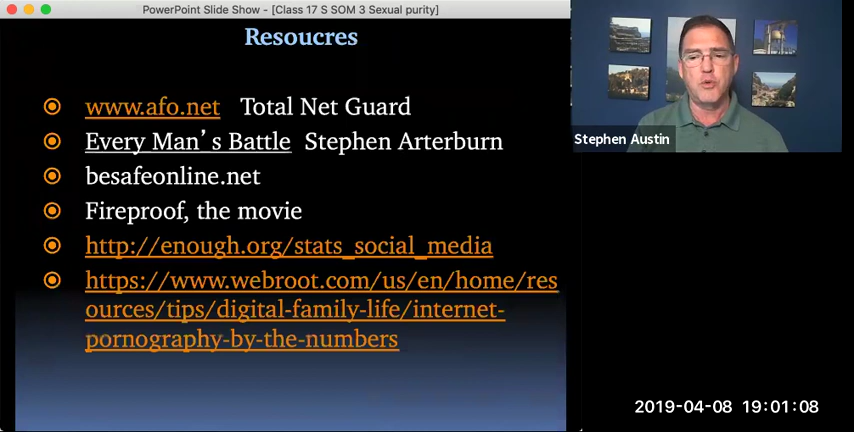 PowerPoint Slide Show - [Class 17 S SOM 3 Sexual purity]
Resoucres
www.afo.net Total Net Guard
Every Man's Battle Stephen Arterburn
besafeonline.net
Fireproof, the movie
http://enough.org/stats_social_media
https://www.webroot.com/us/en/home/res
ources/tips/digital-family-life/internet-
pornography-by-the-numbers
Stephen Austin
2019-04-08 19:01:08